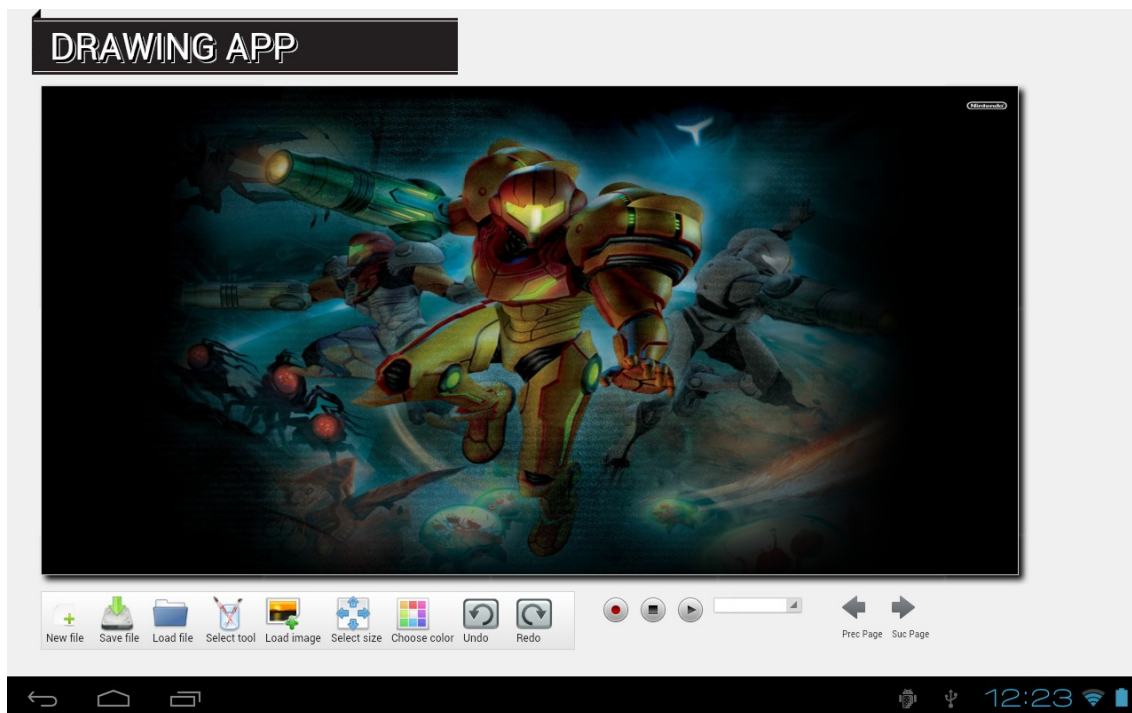 DRAWING APP
Nintendo
New file Save file Load file Select tool Load image Select size Choose color Undo Redo
Prec Page Suc Page
12:23